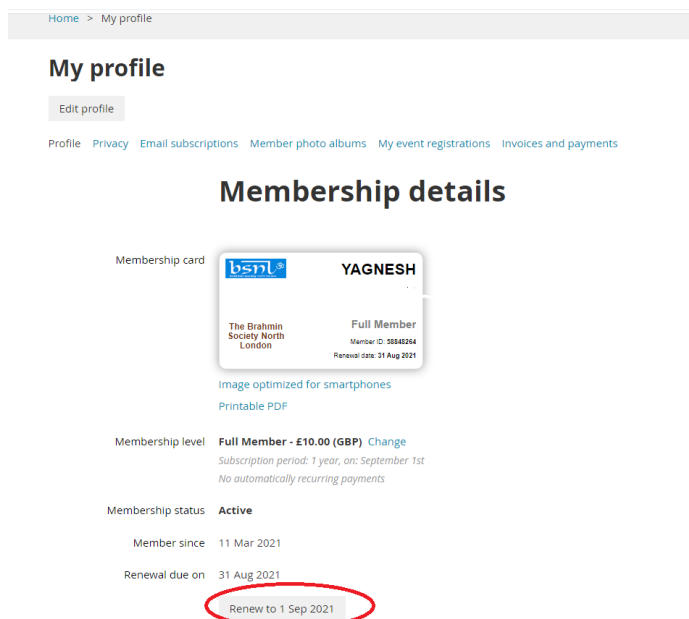 Home > My profile
My profile
Edit profile
Profile Privacy Email subscriptions Member photo albums My event registrations Invoices and payments
Membership details
Membership card
bsnl
YAGNESH
The Brahmin
Society North
London
Full Member
Member ID: 58848264
Renewal date: 31 Aug 2021
Image optimized for smartphones
Printable PDF
Membership level Full Member - £10.00 (GBP) Change
Subscription period: 1 year, on: September 1st
No automatically recurring payments
Membership status Active
Member since 11 Mar 2021
Renewal due on 31 Aug 2021
Renew to 1 Sep 2021